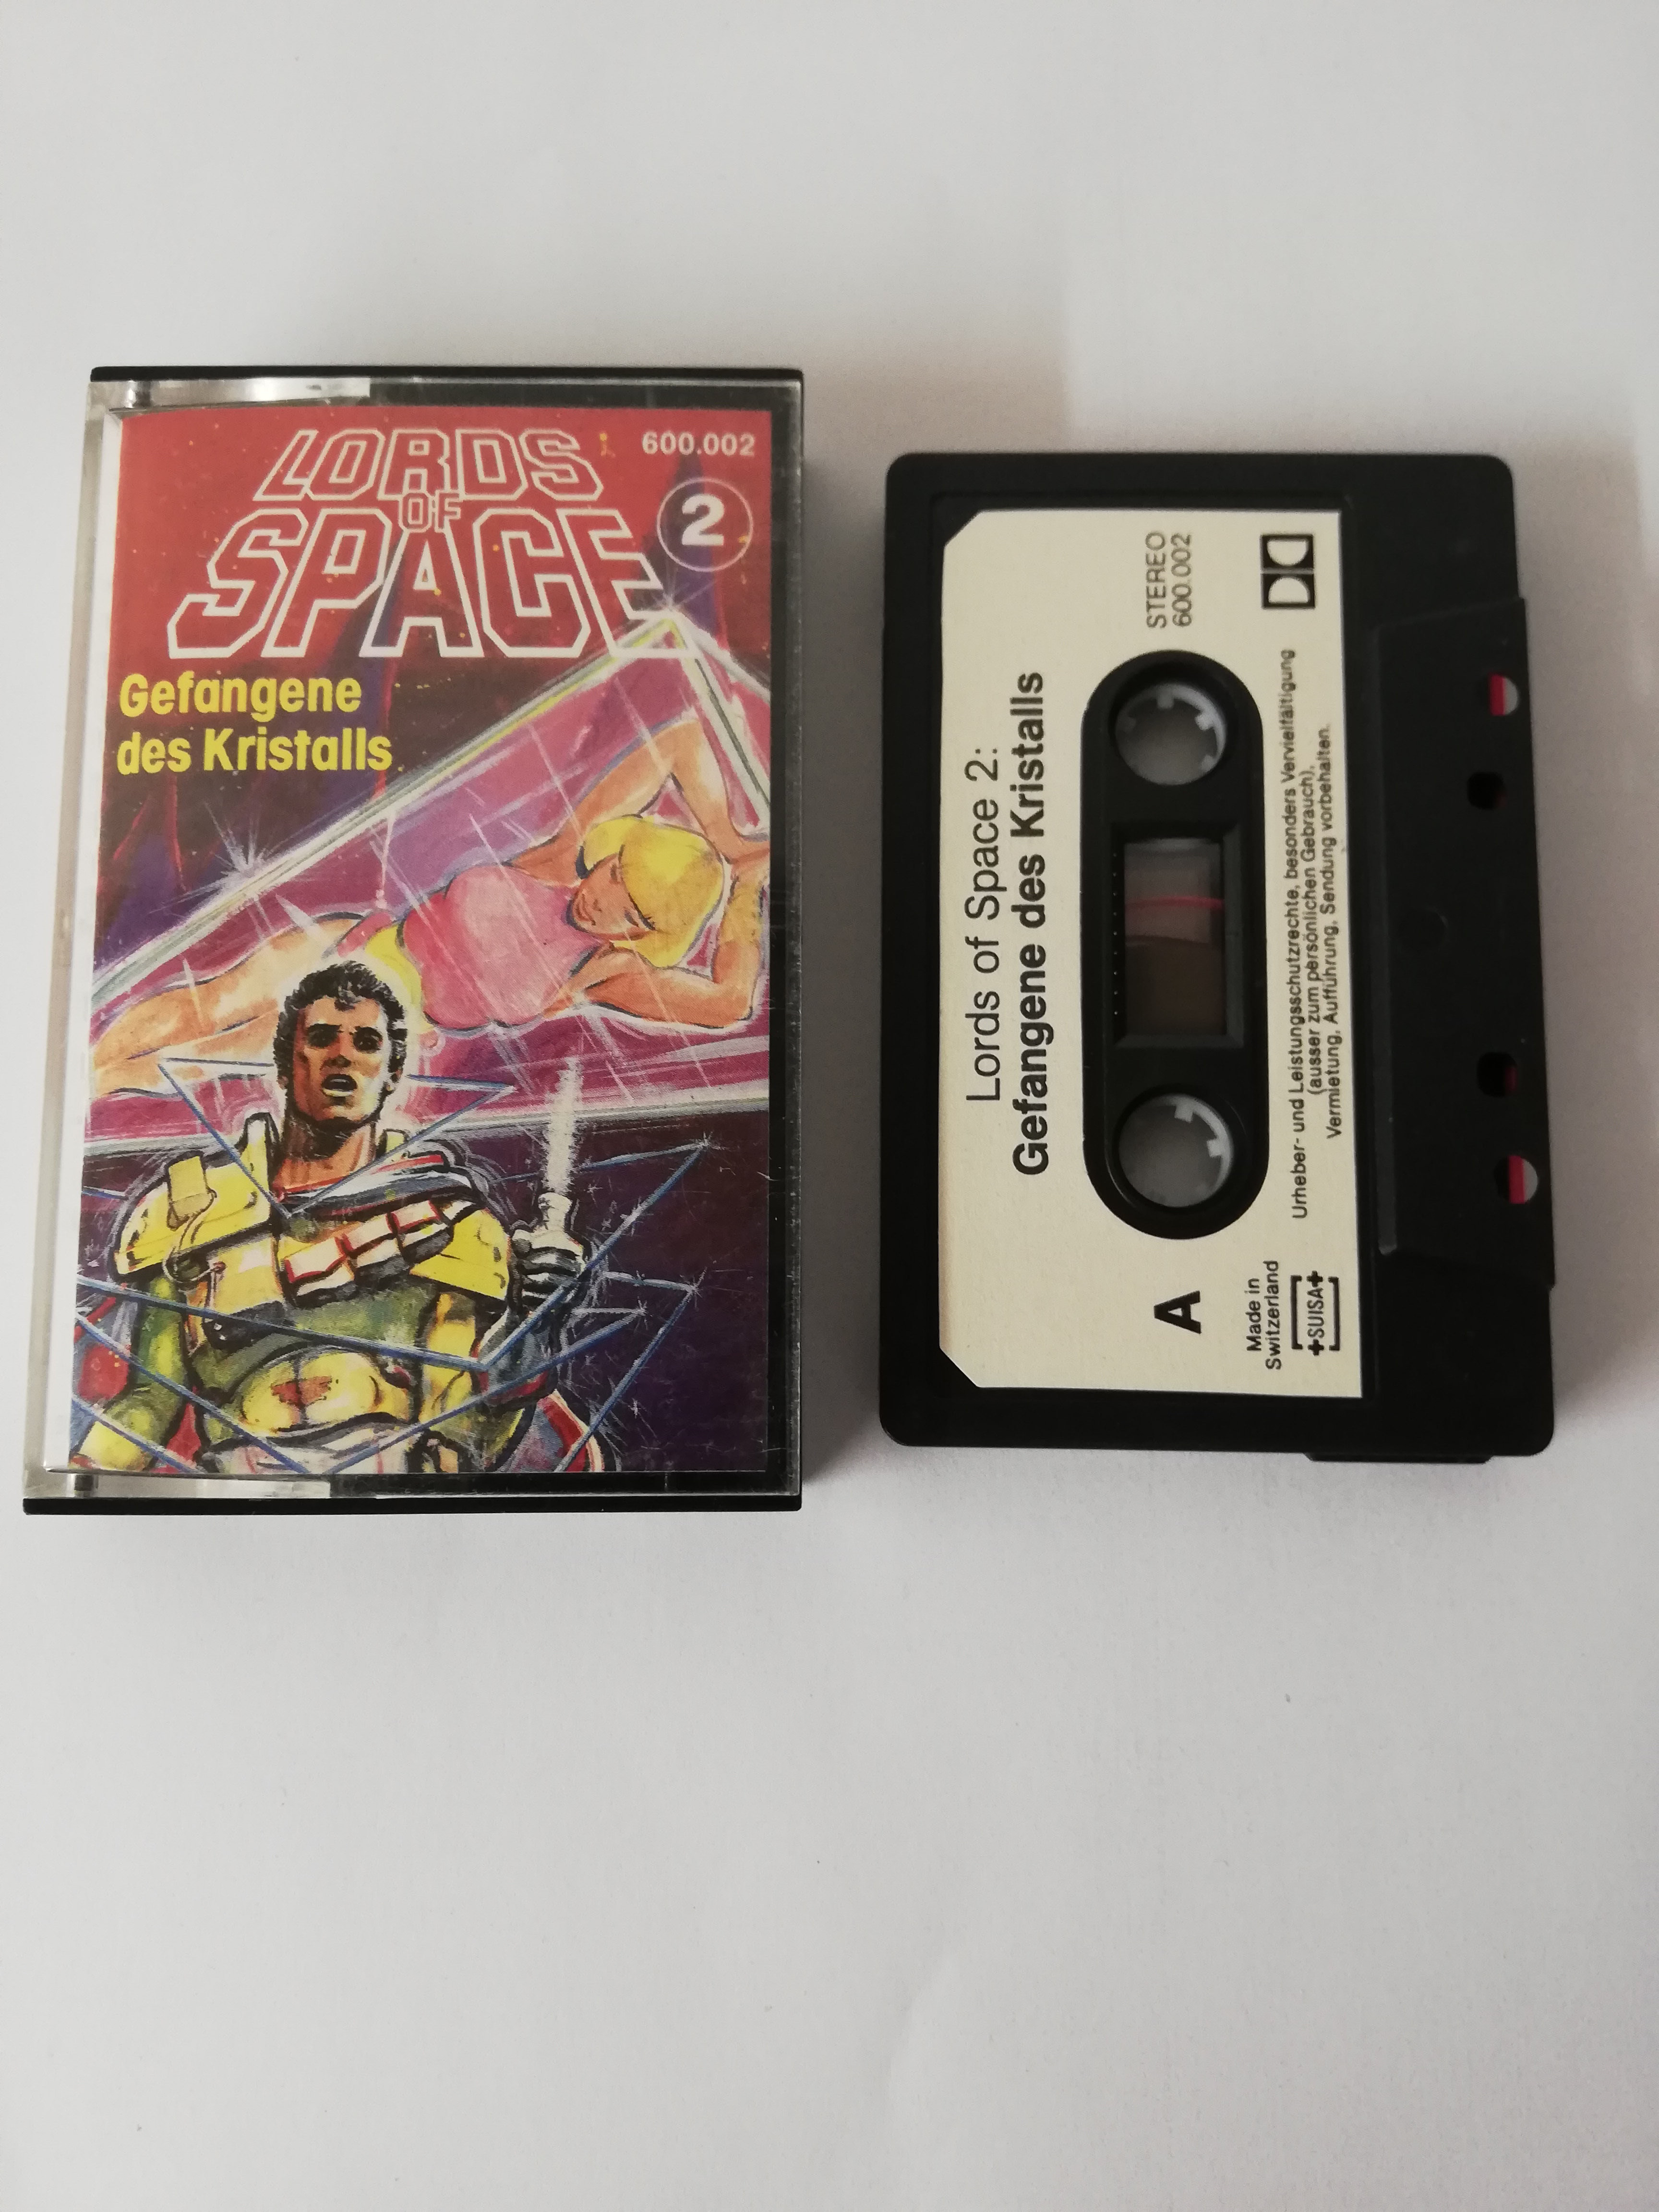 LORDS
OF
SPACE
600.002
2
Gefangene
des Kristalls
Lords of Space 2:
Gefangene des Kristalls
STEREO
600.002
A
Made in
Switzerland
+SUISA+
Urheber- und Leistungsschutzrechte, besonders Vervielfältigung
(ausser zum persönlichen Gebrauch),
Vermietung, Aufführung, Sendung vorbehalten.